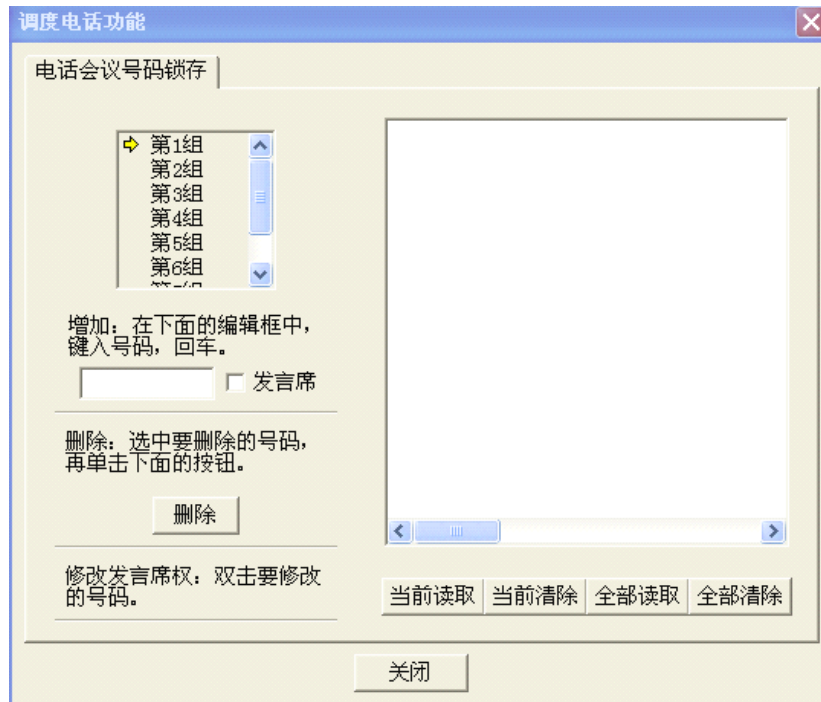 调度电话功能
电话会议号码锁存
第1组
第2组
第3组
第4组
第5组
第6组
增加：在下面的编辑框中，
键入号码，回车。
发言席
删除：选中要删除的号码，
再单击下面的按钮。
删除
修改发言席权：双击要修改
的号码。
当前读取 当前清除 全部读取 全部清除
关闭